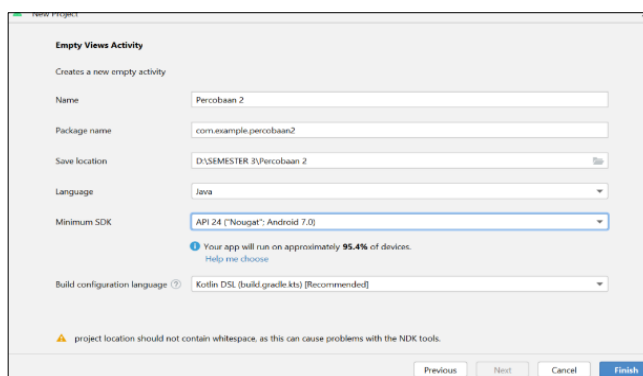 New Project
Empty Views Activity
Creates a new empty activity
Name Percobaan 2
Package name com.example.percobaan2
Save location D:\SEMESTER 3\Percobaan 2
Language Java
Minimum SDK API 24 ("Nougat"; Android 7.0)
Your app will run on approximately 95.4% of devices.
Help me choose
Build configuration language ? Kotlin DSL (build.gradle.kts) [Recommended]
project location should not contain whitespace, as this can cause problems with the NDK tools.
Previous Next Cancel Finish